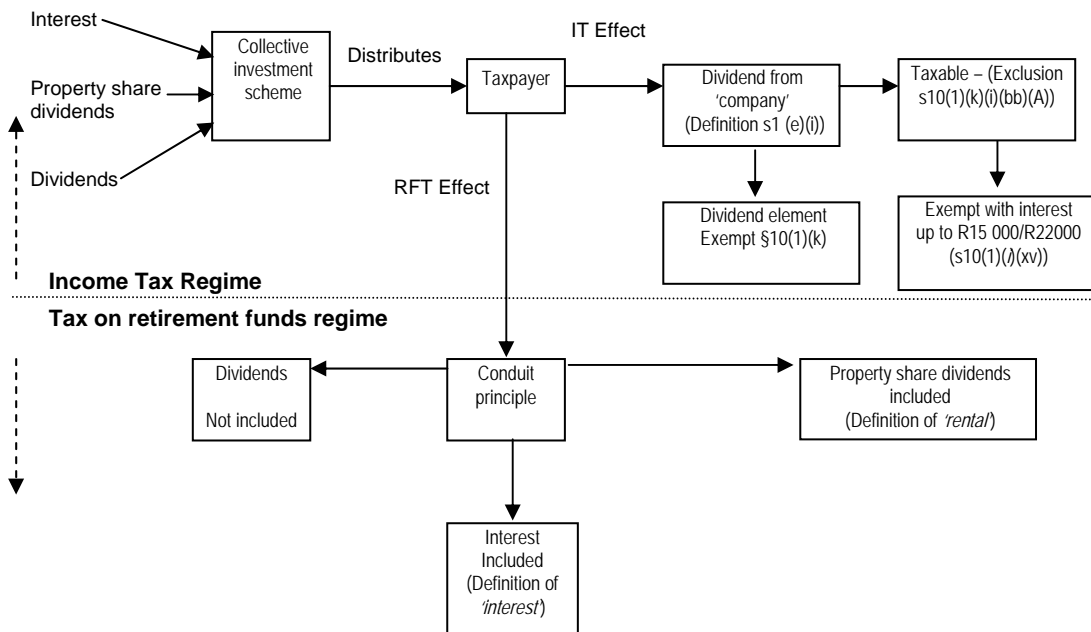 Interest
Property share
dividends
Dividends
Collective
investment
scheme
Distributes
Taxpayer
IT Effect
Dividend from
'company'
(Definition s1 (e)(i))
Taxable – (Exclusion
s10(1)(k)(i)(bb)(A))
RFT Effect
Dividend element
Exempt §10(1)(k)
Exempt with interest
up to R15 000/R22000
(s10(1)(i)(xv))
Income Tax Regime
Tax on retirement funds regime
Dividends
Not included
Conduit
principle
Property share dividends
included
(Definition of 'rental')
Interest
Included
(Definition of
'interest')